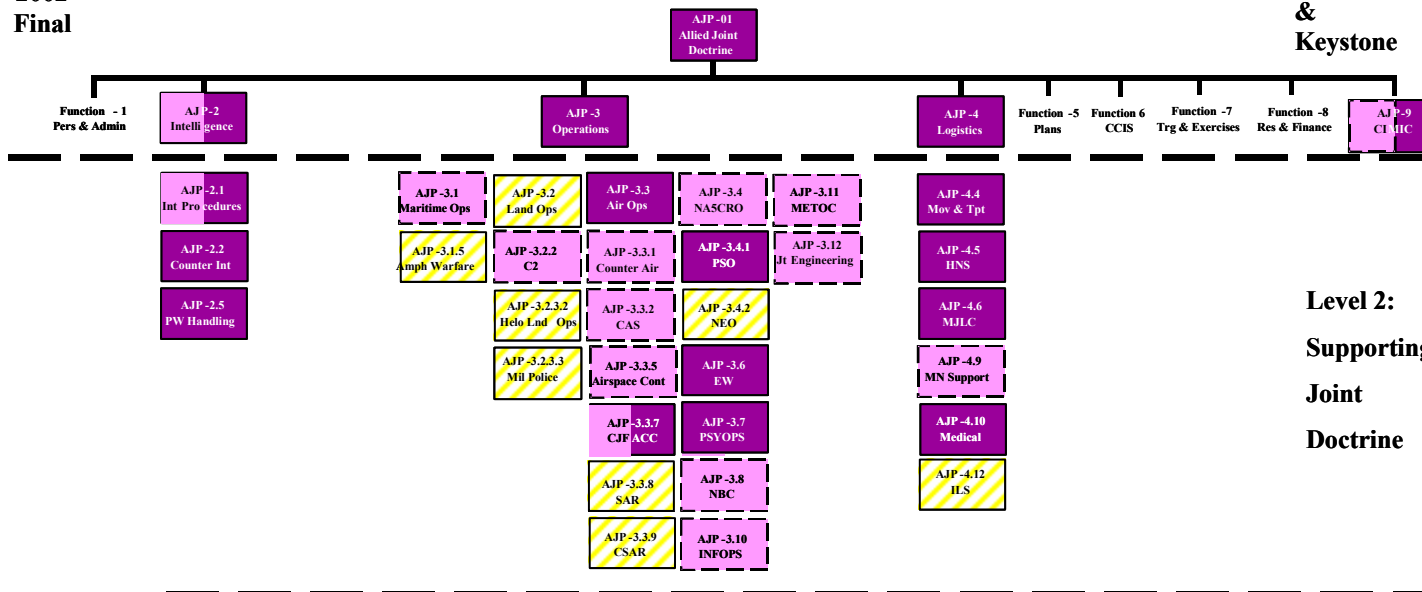 Final
&
Keystone
AJP -01
Allied Joint
Doctrine
Function - 1
Pers & Admin
AJP-2
Intelligence
AJP -3
Operations
AJP -4
Logistics
Function -5
Plans
Function 6
CCIS
Function -7
Trg & Exercises
Function -8
Res & Finance
AJP-9
CIMIC
AJP -2.1
Int Procedures
AJP -2.2
Counter Int
AJP -2.5
PW Handling
AJP -3.1
Maritime Ops
AJP -3.1.5
Amph Warfare
AJP -3.2
Land Ops
AJP -3.2.2
C2
AJP -3.2.3.2
Helo Lnd Ops
AJP -3.2.3.3
Mil Police
AJP -3.3
Air Ops
AJP -3.3.1
Counter Air
AJP -3.3.2
CAS
AJP -3.3.5
Airspace Cont
AJP -3.3.7
CJFACC
AJP -3.3.8
SAR
AJP -3.3.9
CSAR
AJP -3.4
NA5CRO
AJP -3.4.1
PSO
AJP -3.4.2
NEO
AJP -3.6
EW
AJP -3.7
PSYOPS
AJP -3.8
NBC
AJP -3.10
INFOPS
AJP -3.11
METOC
AJP -3.12
Jt Engineering
AJP -4.4
Mov & Tpt
AJP -4.5
HNS
AJP -4.6
MJLC
AJP -4.9
MN Support
AJP -4.10
Medical
AJP -4.12
ILS
Level 2:
Supporting
Joint
Doctrine